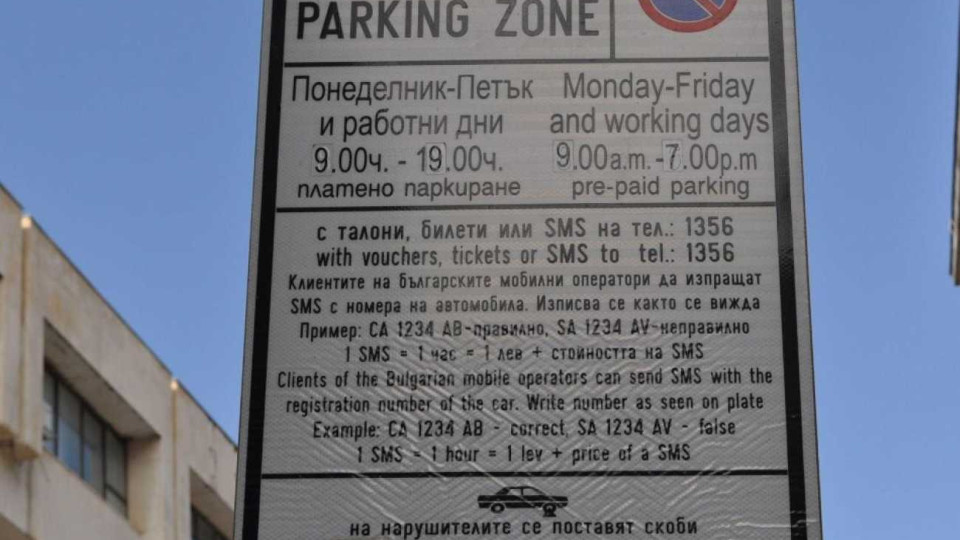 PARKING ZONE
Понеделник-Петък
и работни дни
9.00ч. - 19.00ч.
платено паркиране
Monday-Friday
and working days
9.00a.m.-7.00p.m
pre-paid parking
с талони, билети или SMS на тел.: 1356
with vouchers, tickets or SMS to tel.: 1356
Клиентите на българските мобилни оператори да изпращат
SMS с номера на автомобила. Изписва се както се вижда
Пример: СА 1234 АВ-правилно, SA 1234 AV-неправилно
1 SMS = 1 час = 1 лев + стойността на SMS
Clients of the Bulgarian mobile operators can send SMS with the
registration number of the car. Write number as seen on plate
Example: CA 1234 AB - correct, SA 1234 AV - false
1 SMS = 1 hour = 1 lev + price of a SMS
на нарушителите се поставят скоби